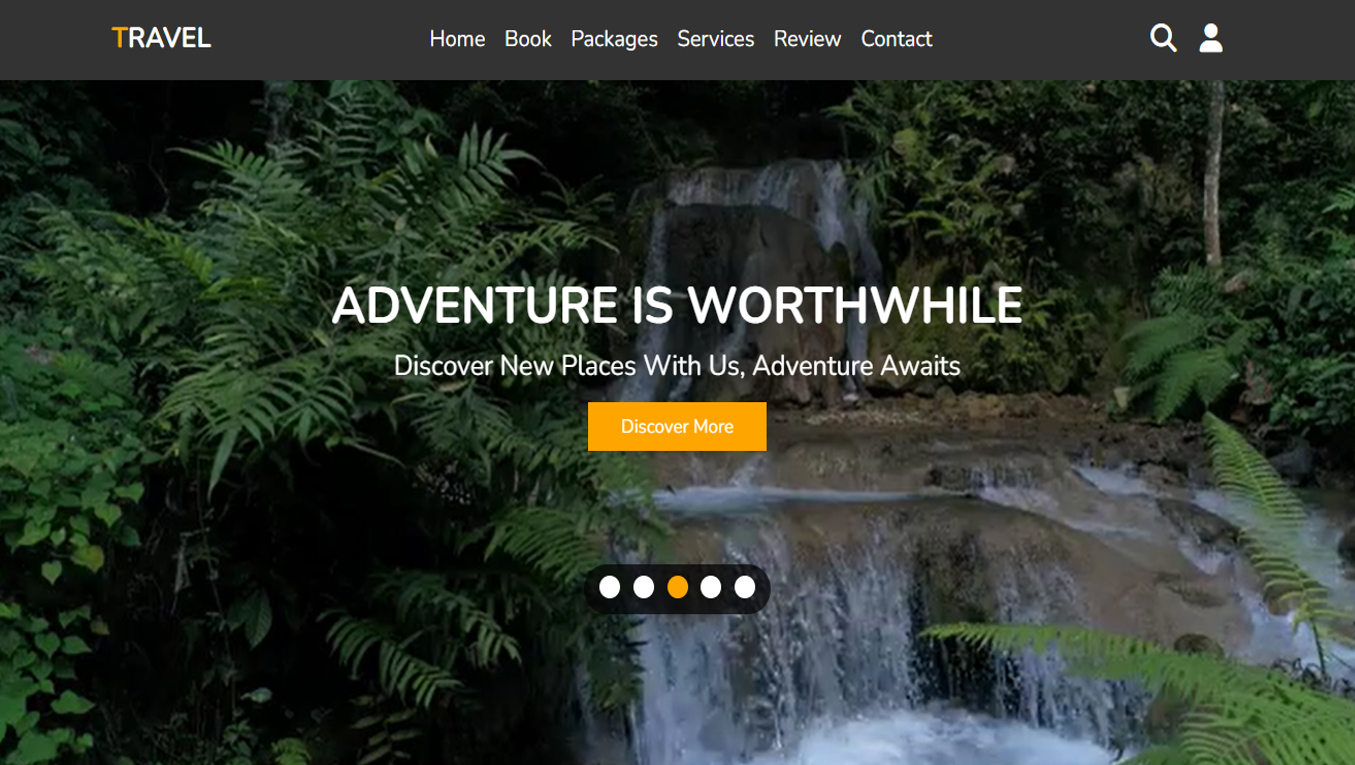 TRAVEL
Home Book Packages Services Review Contact
ADVENTURE IS WORTHWHILE
Discover New Places With Us, Adventure Awaits
Discover More